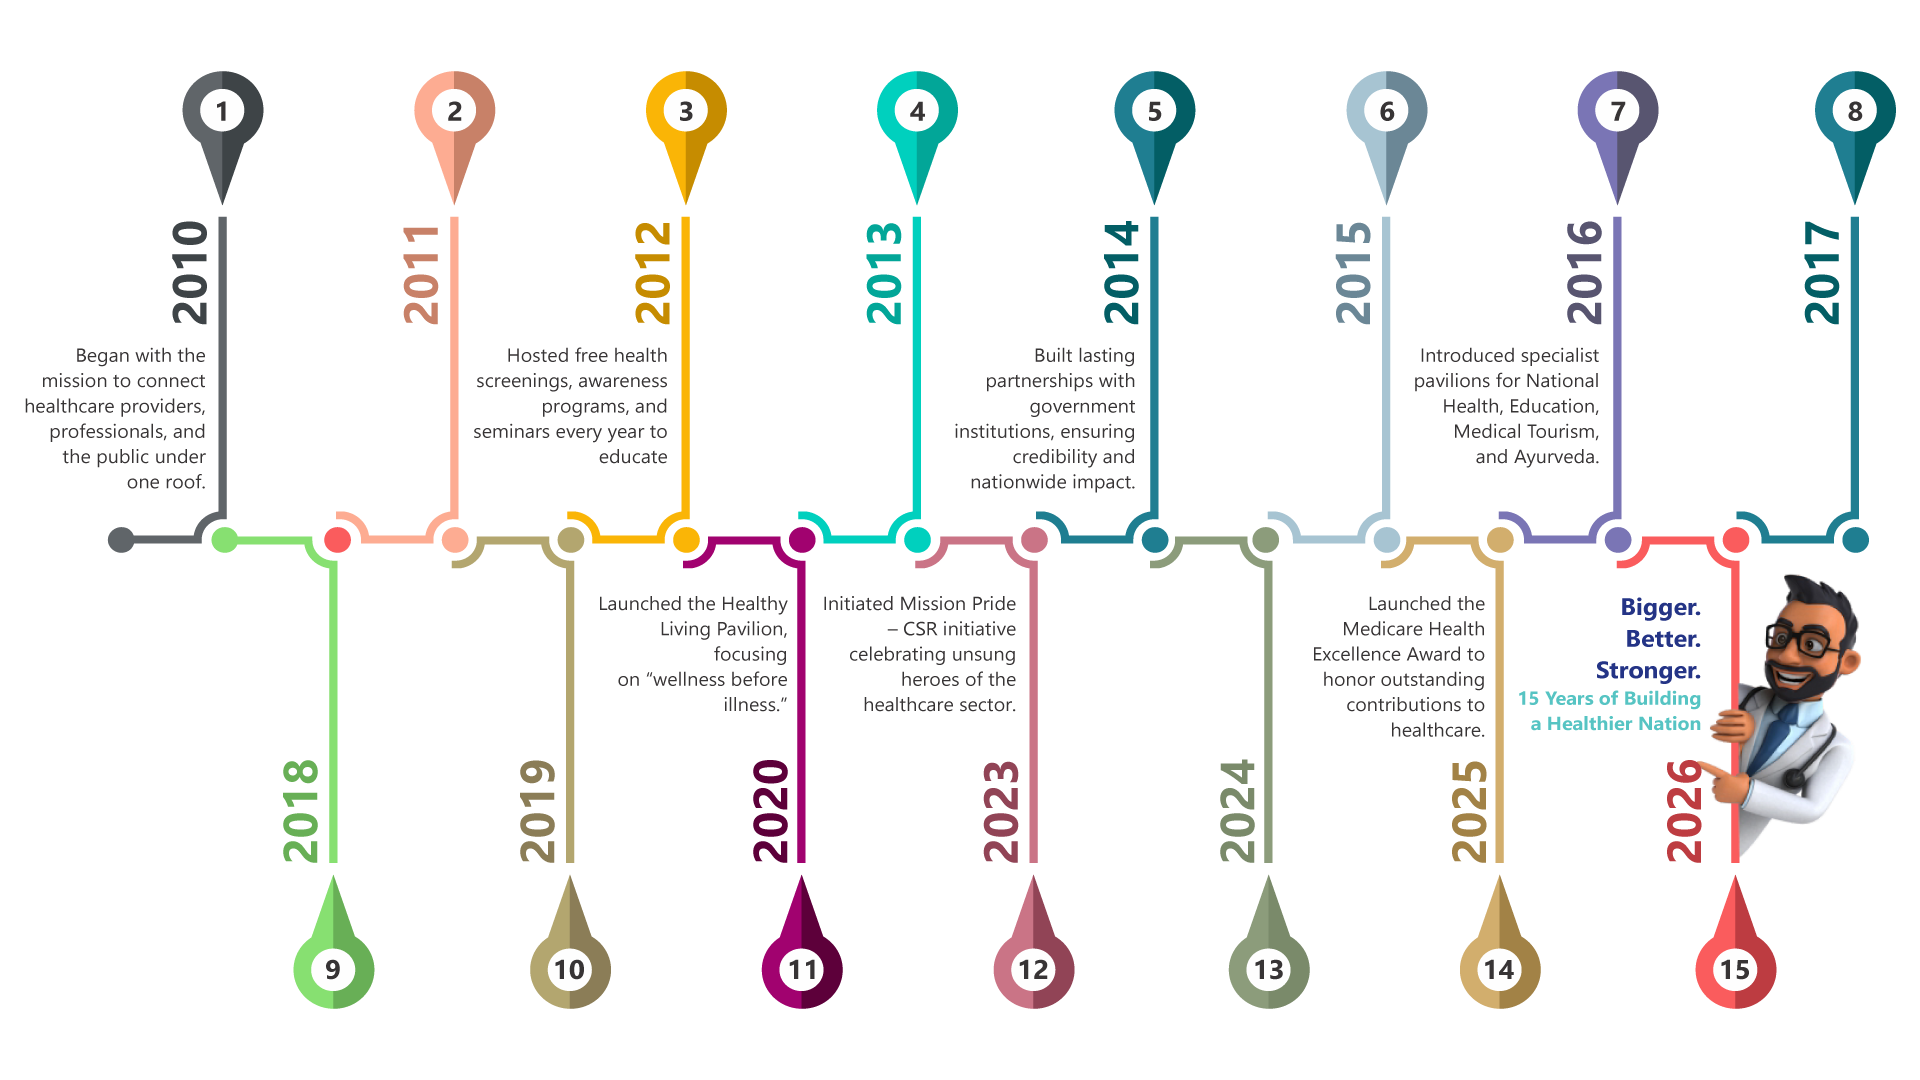 1
2
3
4
5
6
7
8
2010
2011
2012
2013
2014
2015
2016
2017
Began with the
mission to connect
healthcare providers,
professionals, and
the public under
one roof.
Hosted free health
screenings, awareness
programs, and
seminars every year to
educate
Built lasting
partnerships with
government
institutions, ensuring
credibility and
nationwide impact.
Introduced specialist
pavilions for National
Health, Education,
Medical Tourism,
and Ayurveda.
Launched the Healthy
Living Pavilion,
focusing
on “wellness before
illness.”
Initiated Mission Pride
– CSR initiative
celebrating unsung
heroes of the
healthcare sector.
Launched the
Medicare Health
Excellence Award to
honor outstanding
contributions to
healthcare.
Bigger.
Better.
Stronger.
15 Years of Building
a Healthier Nation
2018
2019
2020
2023
2024
2025
2026
9
10
11
12
13
14
15